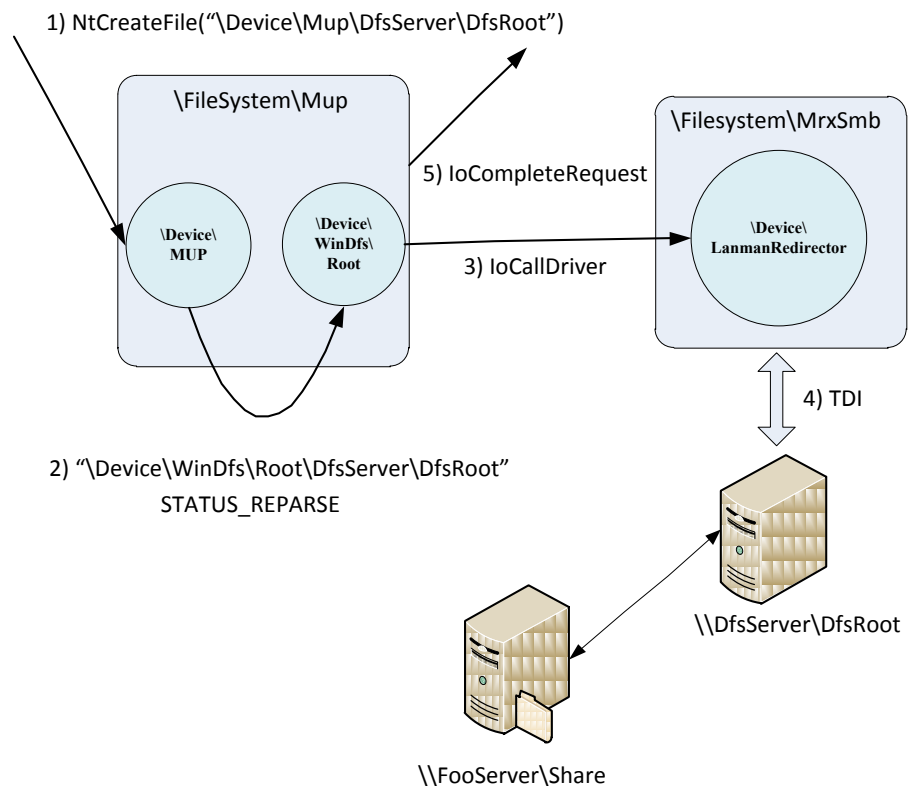 1) NtCreateFile(“\Device\Mup\DfsServer\DfsRoot”)
\FileSystem\Mup
\Filesystem\MrxSmb
5) IoCompleteRequest
\Device\
MUP
\Device\
WinDfs\
Root
\Device\
LanmanRedirector
3) IoCallDriver
4) TDI
2) “\Device\WinDfs\Root\DfsServer\DfsRoot”
STATUS_REPARSE
\\DfsServer\DfsRoot
\\FooServer\Share